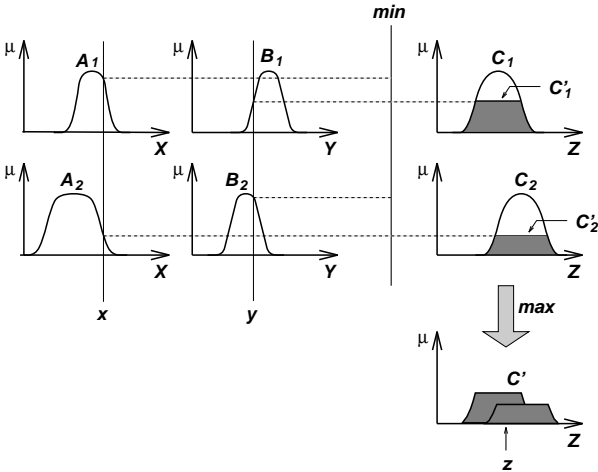 min
μ A1 μ B1 μ C1
C'1
X Y Z
μ A2 μ B2 μ C2
C'2
X Y Z
x y
max
μ
C'
Z
z